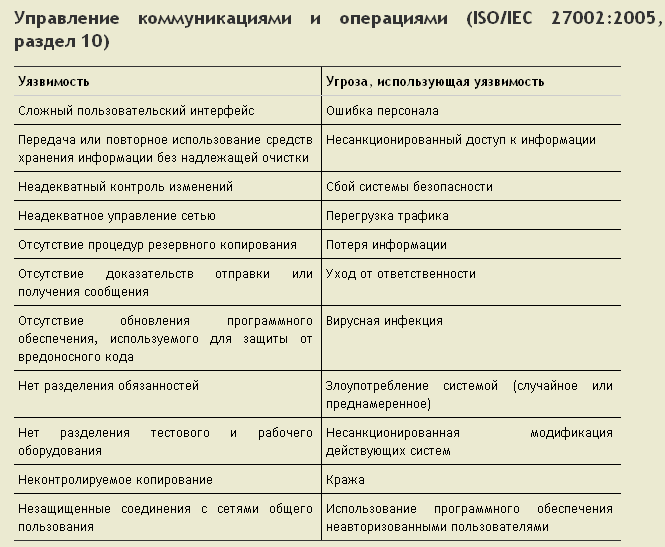 Управление коммуникациями и операциями (ISO/IEC 27002:2005,
раздел 10)
Уязвимость
Угроза, использующая уязвимость
Сложный пользовательский интерфейс
Ошибка персонала
Передача или повторное использование средств
хранения информации без надлежащей очистки
Несанкционированный доступ к информации
Неадекватный контроль изменений
Сбой системы безопасности
Неадекватное управление сетью
Перегрузка трафика
Отсутствие процедур резервного копирования
Потеря информации
Отсутствие доказательств отправки или
получения сообщения
Уход от ответственности
Отсутствие обновления программного
обеспечения, используемого для защиты от
вредоносного кода
Вирусная инфекция
Нет разделения обязанностей
Злоупотребление системой (случайное или
преднамеренное)
Нет разделения тестового и рабочего
оборудования
Несанкционированная модификация
действующих систем
Неконтролируемое копирование
Кража
Незащищенные соединения с сетями общего
пользования
Использование программного обеспечения
неавторизованными пользователями